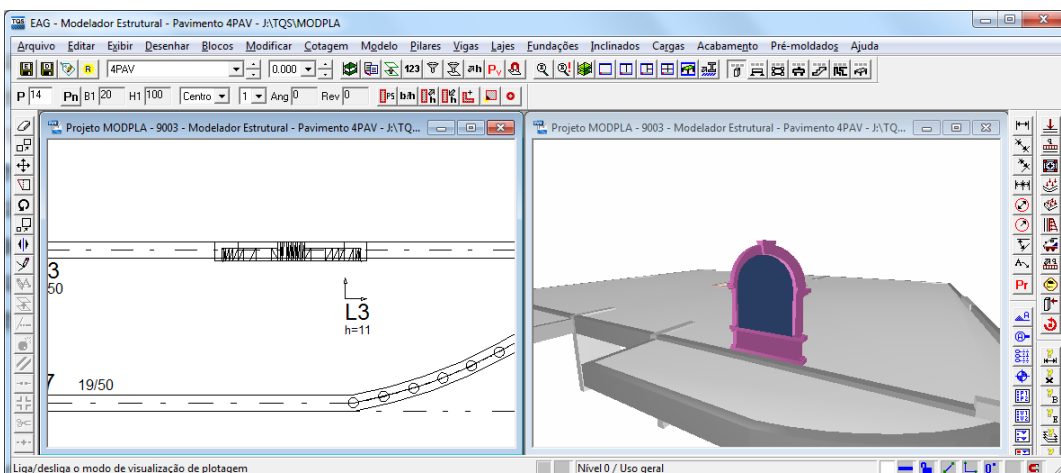 TQS EAG - Modelador Estrutural - Pavimento 4PAV - J:\TQS\MODPLA
Arquivo Editar Exibir Desenhar Blocos Modificar Cotagem Modelo Pilares Vigas Lajes Fundações Inclinados Cargas Acabamento Pré-moldados Ajuda
R 4PAV 0.000 123 ah Pv
P 14 Pn B1 20 H1 100 Centro 1 Ang 0 Rev 0 PS b/h
Projeto MODPLA - 9003 - Modelador Estrutural - Pavimento 4PAV - J:\TQ...
Projeto MODPLA - 9003 - Modelador Estrutural - Pavimento 4PAV - J:\TQ...
3
50
L3
h=11
7
19/50
Pr
Liga/desliga o modo de visualização de plotagem
Nível 0 / Uso geral